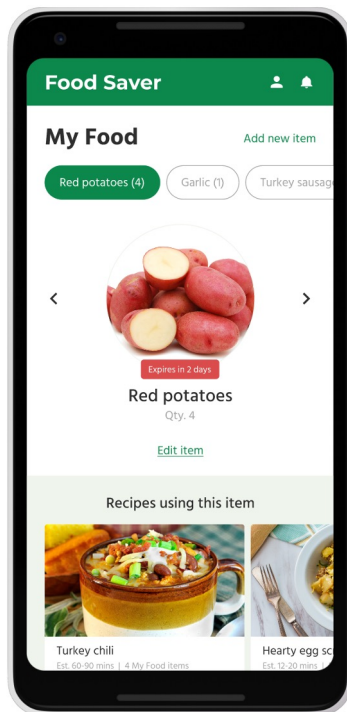 Food Saver
My Food
Add new item
Red potatoes (4)
Garlic (1)
Turkey sausag
Expires in 2 days
Red potatoes
Qty. 4
Edit item
Recipes using this item
Turkey chili
Hearty egg sc
Est. 60-90 mins | 4 My Food items
Est. 12-20 mins |